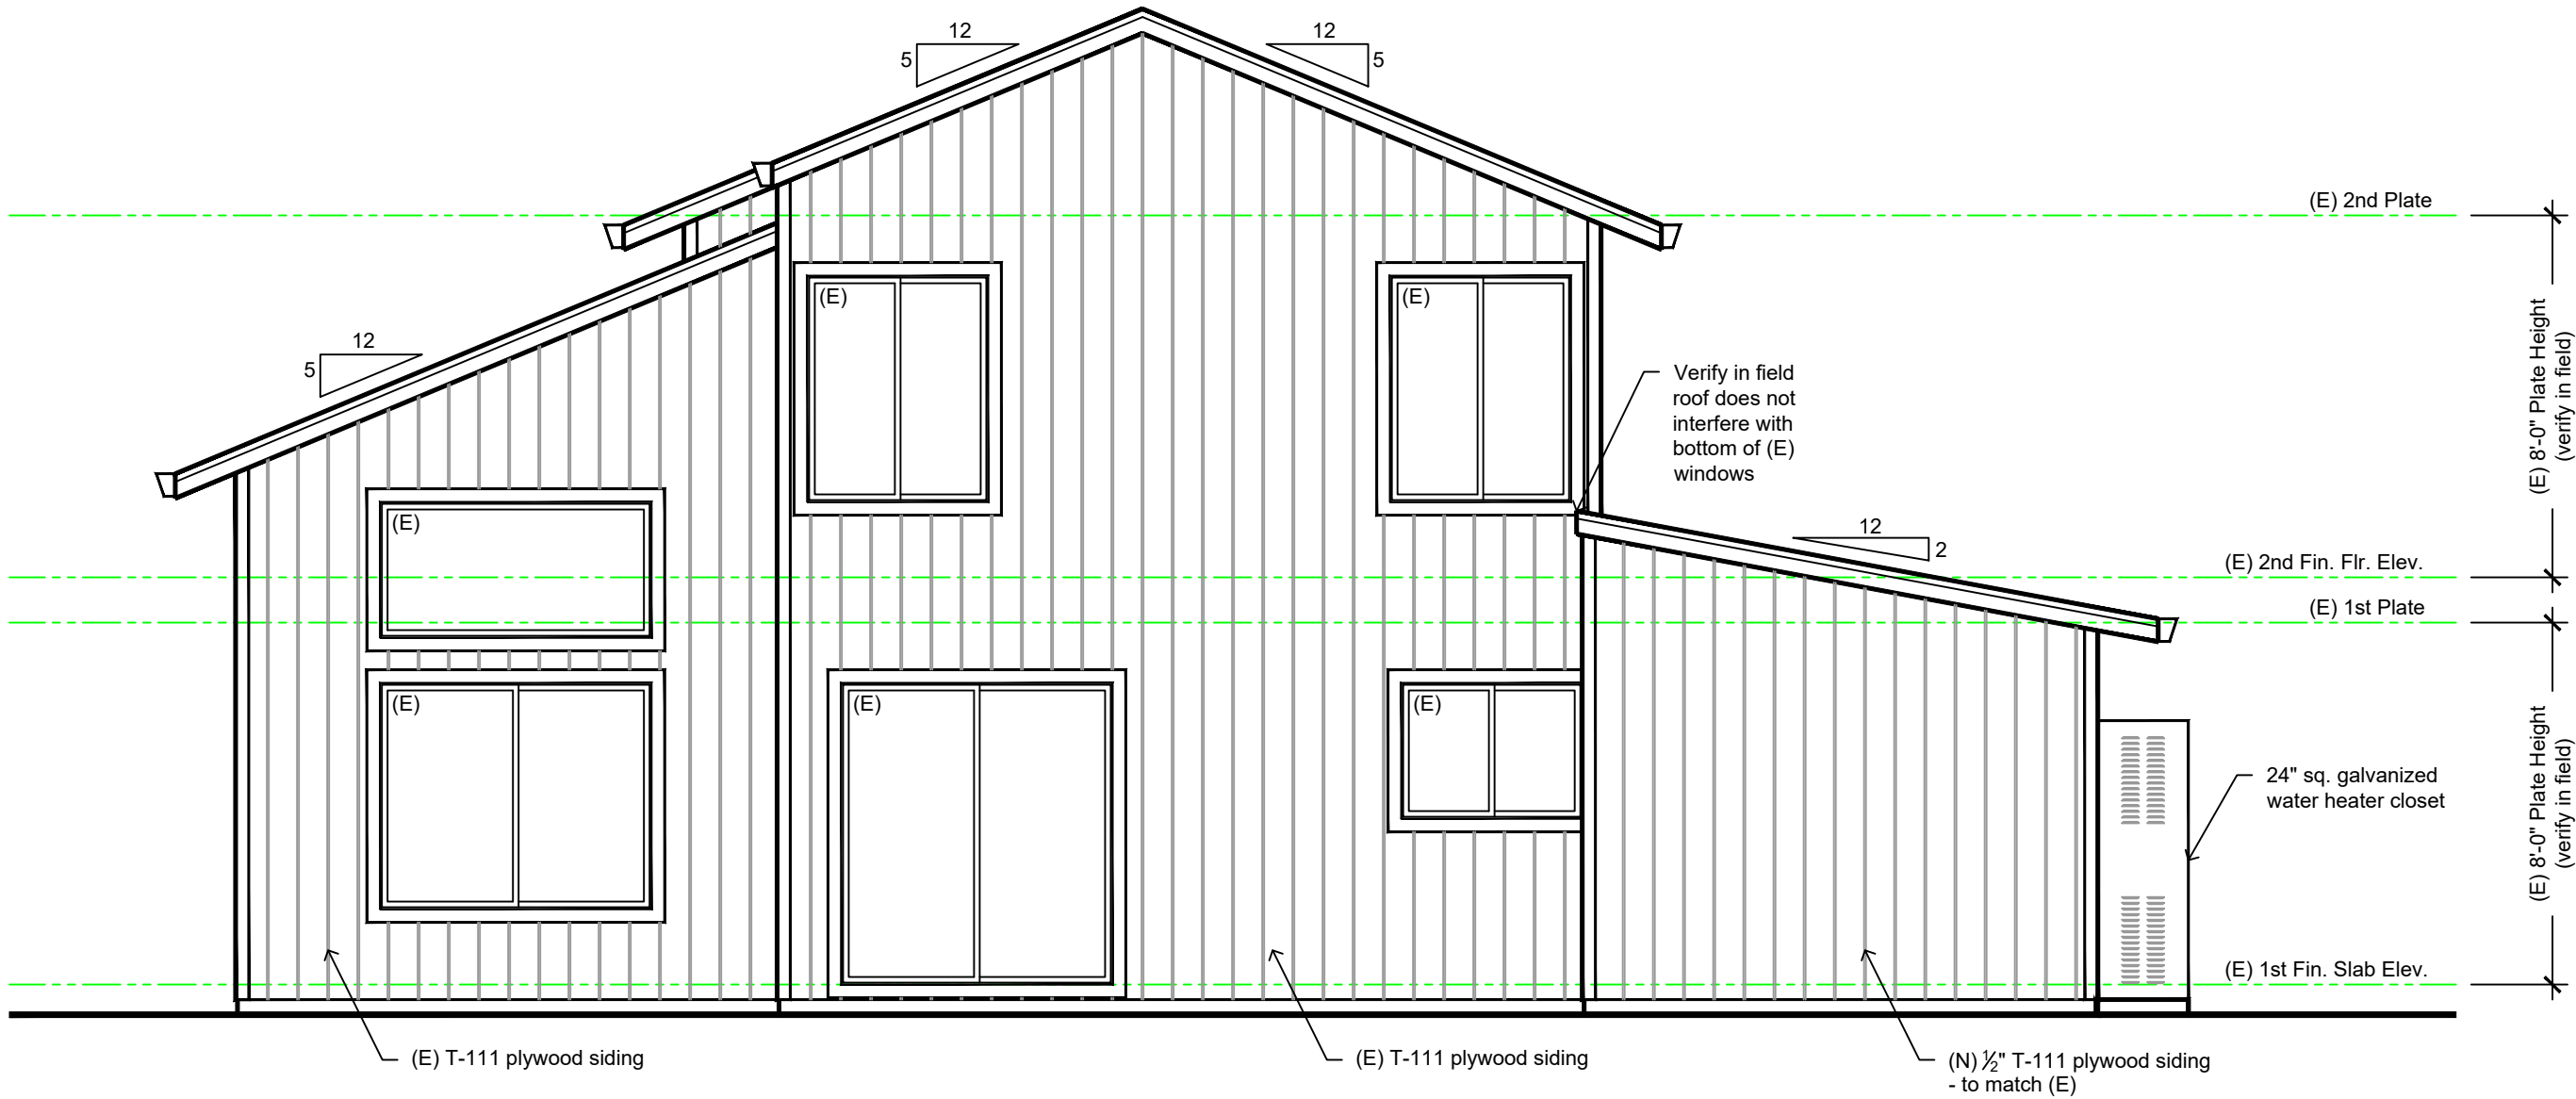 12
5
12
5
(E) 2nd Plate
(E)
(E)
12
5
Verify in field
roof does not
interfere with
bottom of (E)
windows
(E) 8'-0" Plate Height
(verify in field)
(E)
12
2
(E) 2nd Fin. Flr. Elev.
(E) 1st Plate
(E)
(E)
(E)
24" sq. galvanized
water heater closet
(E) 8'-0" Plate Height
(verify in field)
(E) 1st Fin. Slab Elev.
(E) T-111 plywood siding
(E) T-111 plywood siding
(N) ½" T-111 plywood siding
- to match (E)